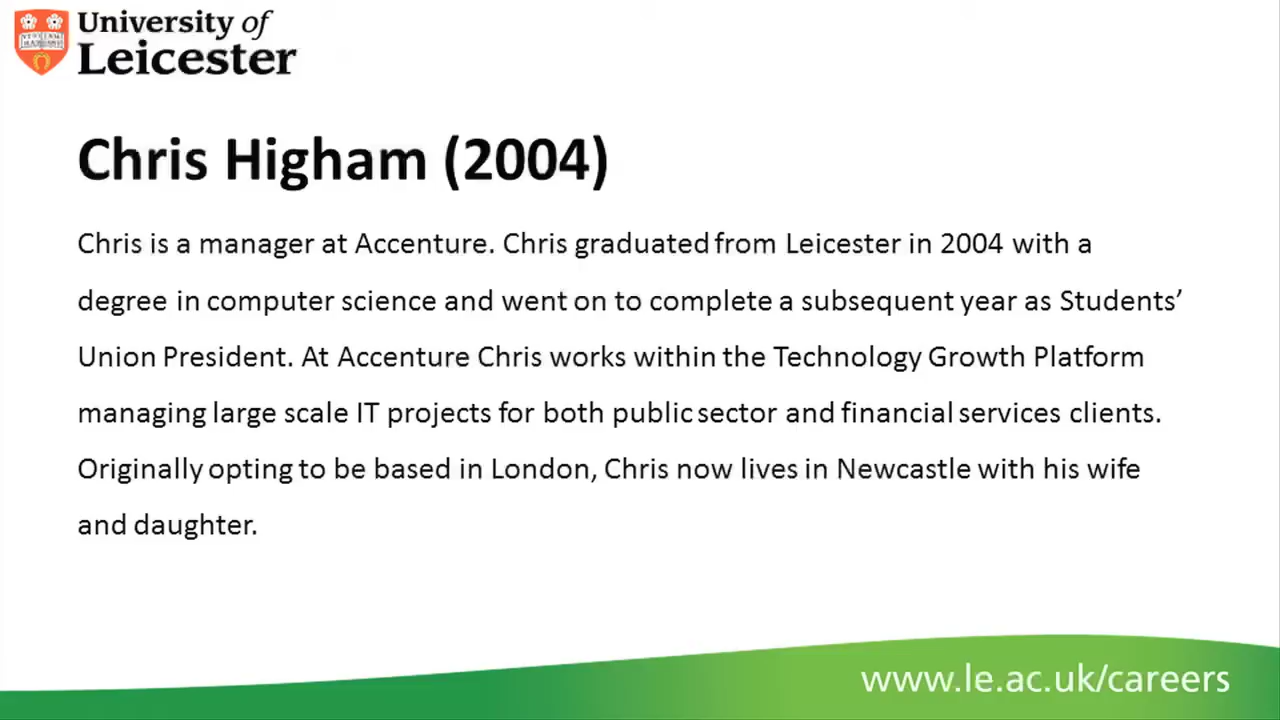 University of
Leicester
Chris Higham (2004)
Chris is a manager at Accenture. Chris graduated from Leicester in 2004 with a
degree in computer science and went on to complete a subsequent year as Students’
Union President. At Accenture Chris works within the Technology Growth Platform
managing large scale IT projects for both public sector and financial services clients.
Originally opting to be based in London, Chris now lives in Newcastle with his wife
and daughter.
www.le.ac.uk/careers